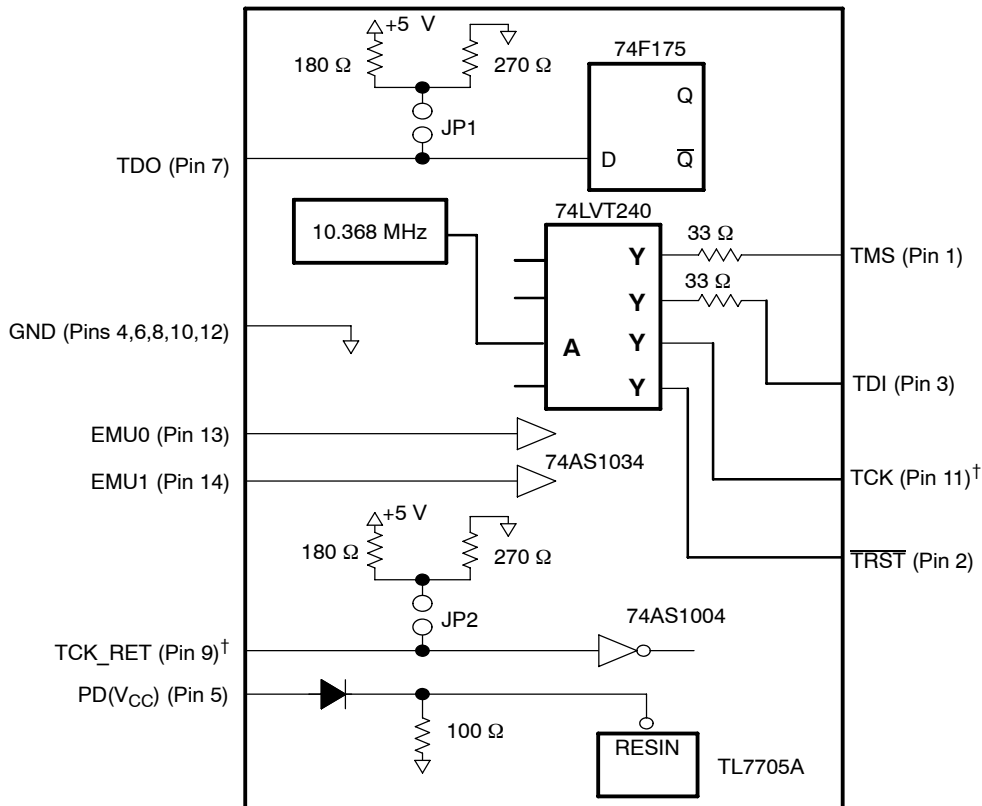 +5 V
180 Ω
270 Ω
JP1
74F175
Q
D
Q̅
TDO (Pin 7)
10.368 MHz
74LVT240
Y
33 Ω
TMS (Pin 1)
Y
33 Ω
A
Y
Y
GND (Pins 4,6,8,10,12)
TDI (Pin 3)
EMU0 (Pin 13)
74AS1034
EMU1 (Pin 14)
TCK (Pin 11)†
+5 V
180 Ω
270 Ω
T̅R̅S̅T̅ (Pin 2)
JP2
74AS1004
TCK_RET (Pin 9)†
PD(VCC) (Pin 5)
100 Ω
RESIN
TL7705A